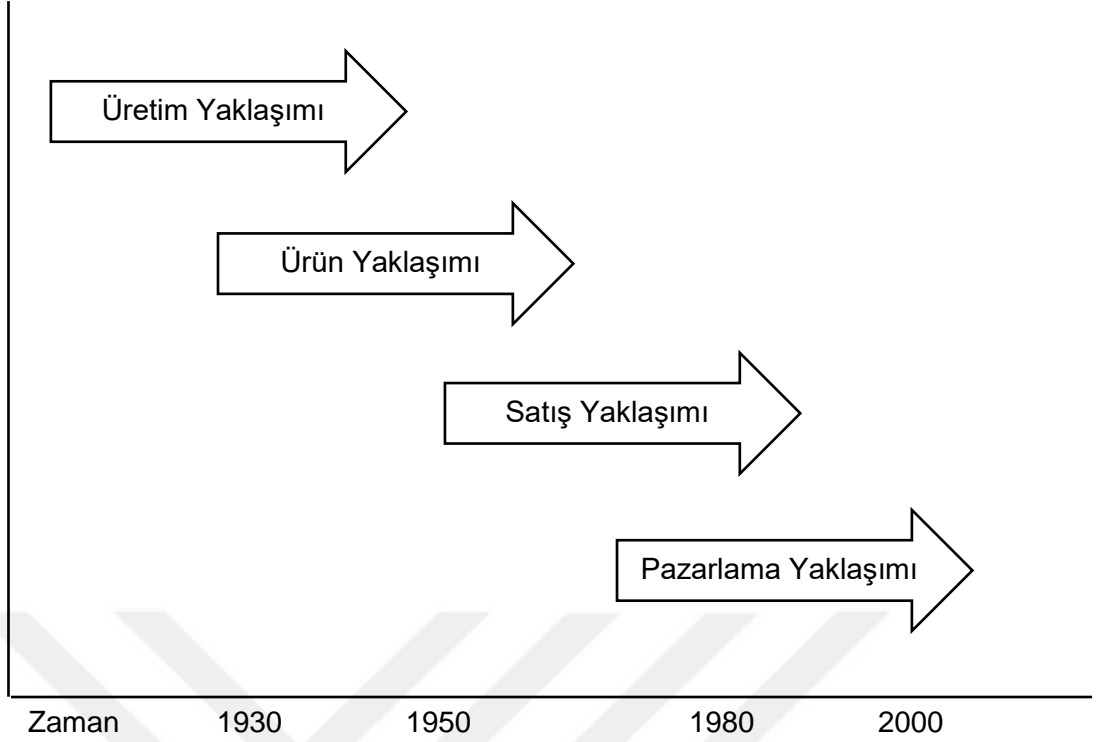 Üretim Yaklaşımı
Ürün Yaklaşımı
Satış Yaklaşımı
Pazarlama Yaklaşımı
Zaman 1930 1950 1980 2000